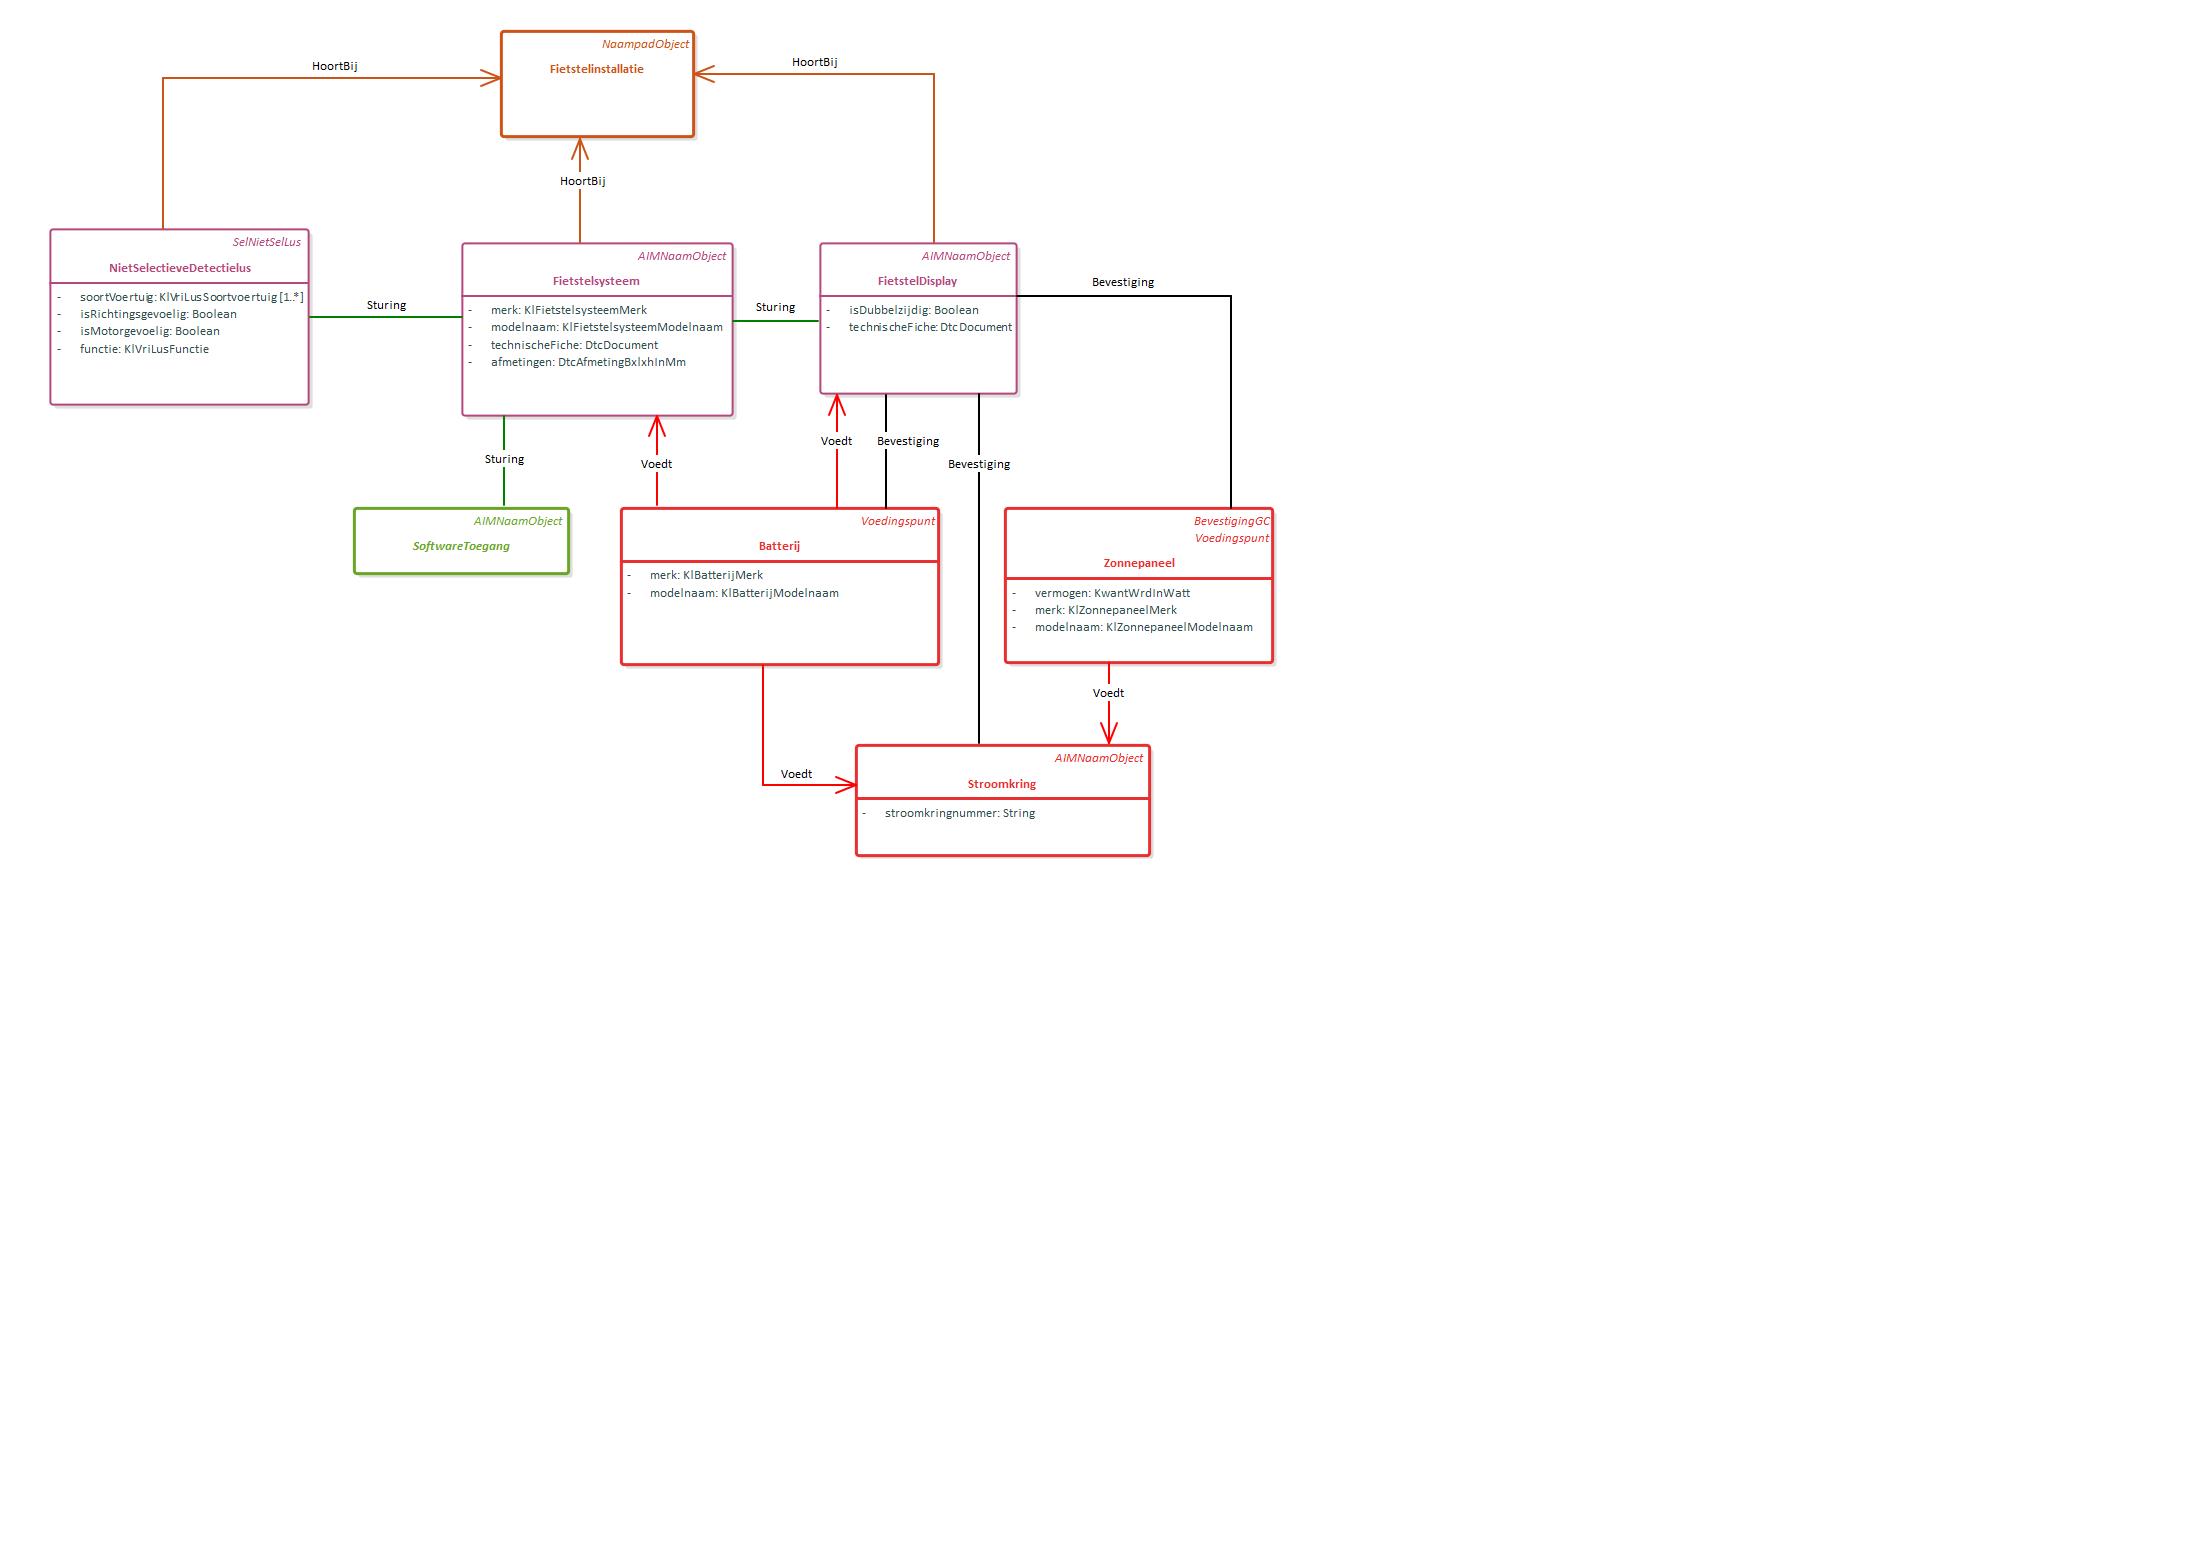 NaampadObject
Fietstelinstallatie
HoortBij
HoortBij
HoortBij
SelNietSelLus
NietSelectieveDetectielus
- soortVoertuig: KlVriLusSoortvoertuig [1..*]
- isRichtingsgevoelig: Boolean
- isMotorgevoelig: Boolean
- functie: KlVriLusFunctie
Sturing
AIMNaamObject
Fietstelsysteem
- merk: KlFietstelsysteemMerk
- modelnaam: KlFietstelsysteemModelnaam
- technischeFiche: DtcDocument
- afmetingen: DtcAfmetingBxlxhInMm
Sturing
AIMNaamObject
FietstelDisplay
- isDubbelzijdig: Boolean
- technischeFiche: DtcDocument
Bevestiging
Sturing
Voedt
Voedt
Bevestiging
Bevestiging
AIMNaamObject
SoftwareToegang
Voedingspunt
Batterij
- merk: KlBatterijMerk
- modelnaam: KlBatterijModelnaam
BevestigingGC
Voedingspunt
Zonnepaneel
- vermogen: KwantWrdInWatt
- merk: KlZonnepaneelMerk
- modelnaam: KlZonnepaneelModelnaam
Voedt
Voedt
AIMNaamObject
Stroomkring
- stroomkringnummer: String